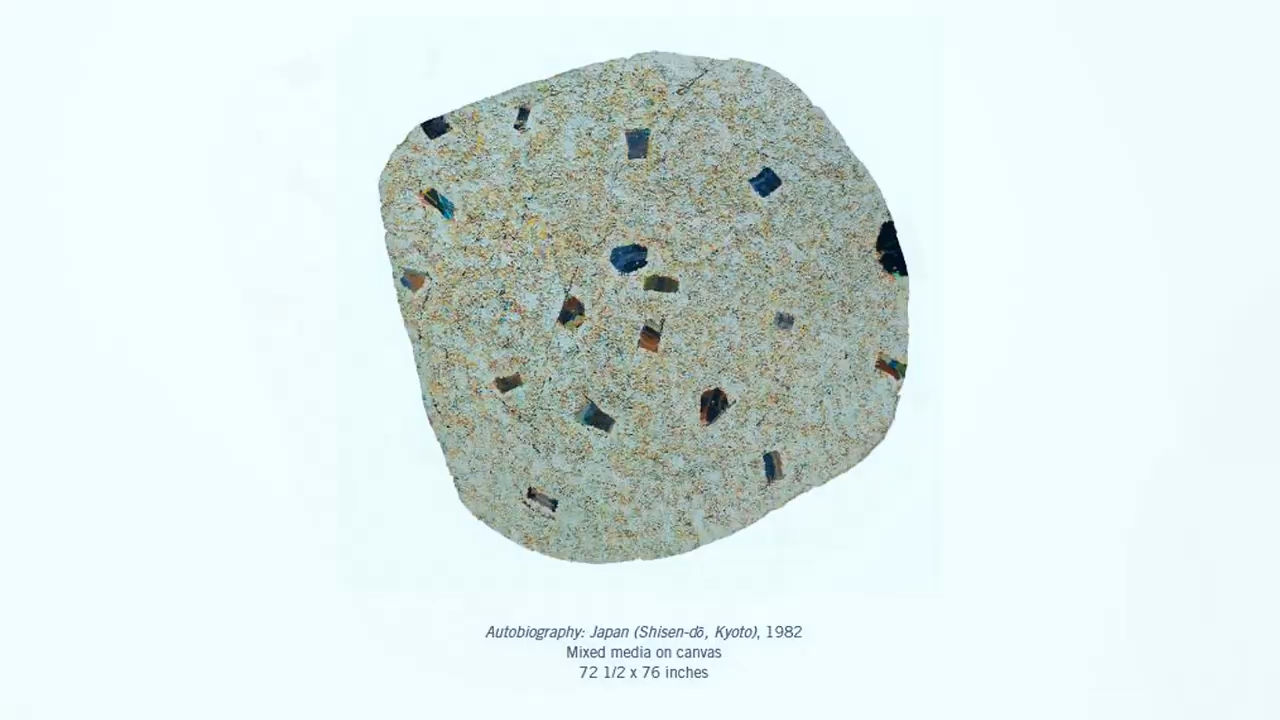 Autobiography: Japan (Shisen-dō, Kyoto), 1982
Mixed media on canvas
72 1/2 x 76 inches